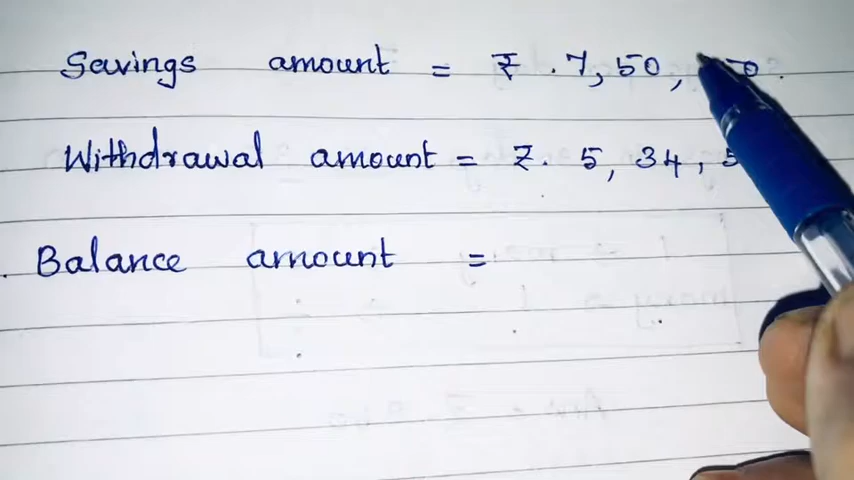 Savings amount = ₹ . 7, 50,
Withdrawal amount = ₹. 5, 34,
Balance amount =